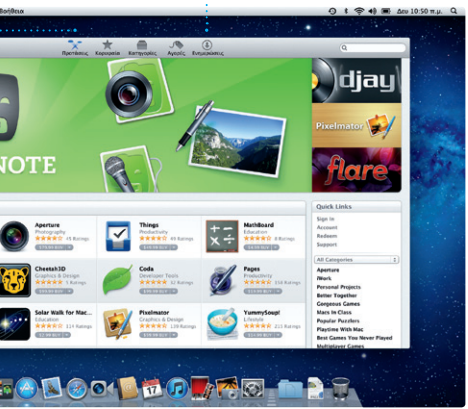 Βοήθεια
Δευ 10:50 π.μ.
Προτάσεις Κορυφαία Κατηγορίες Αγορές Ενημερώσεις
NOTE
djay
Pixelmator
flare
Quick Links
Sign In
Account
Redeem
Support
All Categories
Aperture
iWork
Personal Projects
Better Together
Gorgeous Games
Macs In Class
Popular Puzzlers
Playtime With Mac
Best Games You Never Played
Multiplayer Games
Aperture
Photography
Things
Productivity
MathBoard
Education
Cheetah3D
Graphics & Design
Coda
Developer Tools
Pages
Productivity
Solar Walk for Mac...
Education
Pixelmator
Graphics & Design
YummySoup!
Lifestyle
17